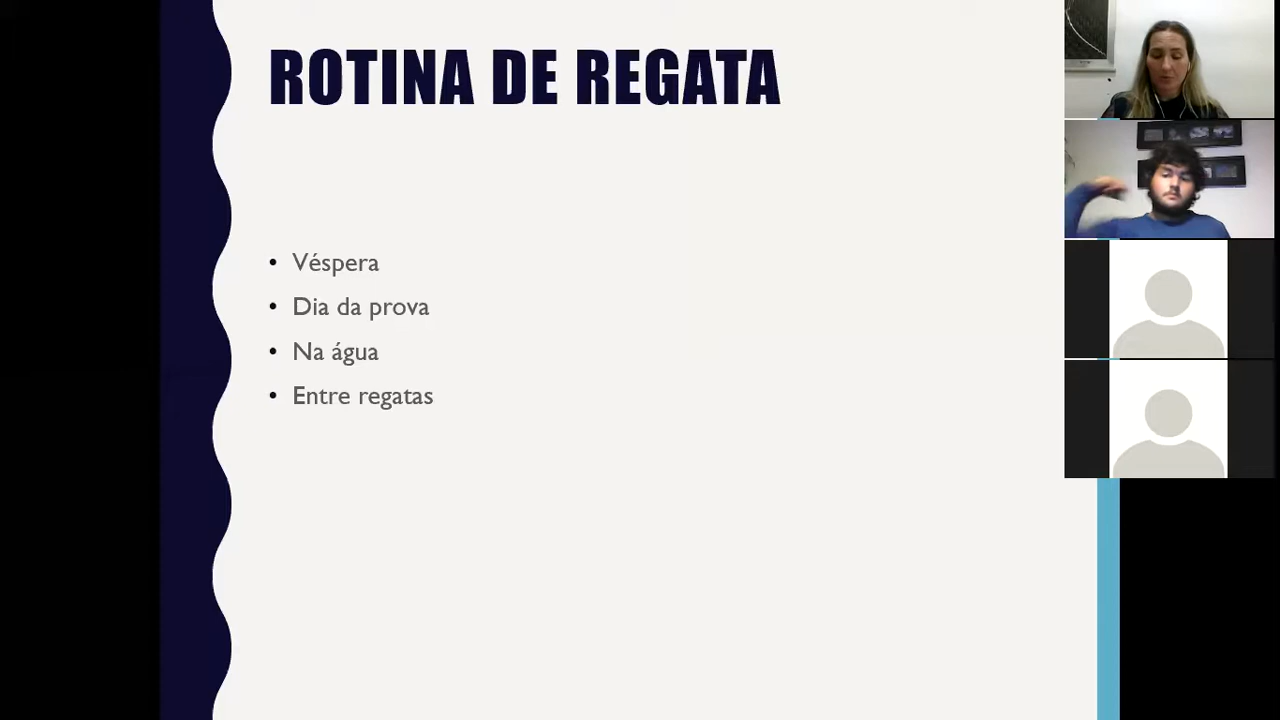 ROTINA DE REGATA
• Véspera
• Dia da prova
• Na água
• Entre regatas